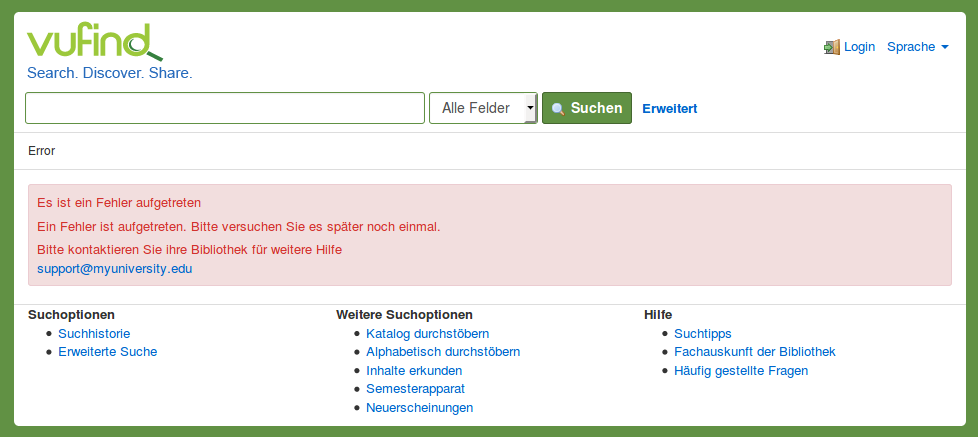 vufind
Search. Discover. Share.
Login Sprache
Alle Felder Suchen Erweitert
Error
Es ist ein Fehler aufgetreten
Ein Fehler ist aufgetreten. Bitte versuchen Sie es später noch einmal.
Bitte kontaktieren Sie ihre Bibliothek für weitere Hilfe
support@myuniversity.edu
Suchoptionen
Suchhistorie
Erweiterte Suche
Weitere Suchoptionen
Katalog durchstöbern
Alphabetisch durchstöbern
Inhalte erkunden
Semesterapparat
Neuerscheinungen
Hilfe
Suchtipps
Fachauskunft der Bibliothek
Häufig gestellte Fragen